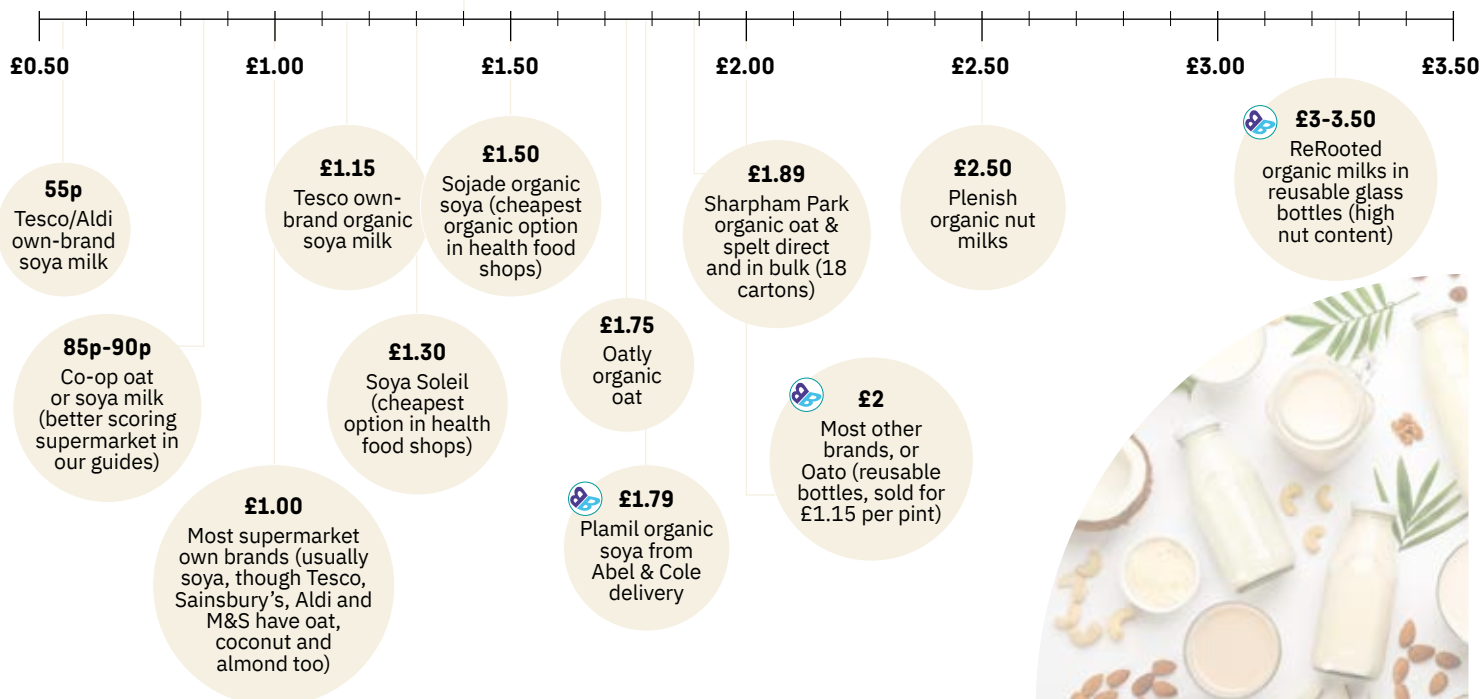 £0.50
£1.00
£1.50
£2.00
£2.50
£3.00
£3.50
55p
Tesco/Aldi
own-brand
soya milk
85p-90p
Co-op oat
or soya milk
(better scoring
supermarket in
our guides)
£1.00
Most supermarket
own brands (usually
soya, though Tesco,
Sainsbury’s, Aldi and
M&S have oat,
coconut and
almond too)
£1.15
Tesco own-
brand organic
soya milk
£1.30
Soya Soleil
(cheapest
option in health
food shops)
£1.50
Sojade organic
soya (cheapest
organic option
in health food
shops)
£1.75
Oatly
organic
oat
BB
£1.79
Plamil organic
soya from
Abel & Cole
delivery
£1.89
Sharpham Park
organic oat &
spelt direct
and in bulk (18
cartons)
BB
£2
Most other
brands, or
Oato (reusable
bottles, sold for
£1.15 per pint)
£2.50
Plenish
organic nut
milks
BB
£3-3.50
ReRooted
organic milks in
reusable glass
bottles (high
nut content)